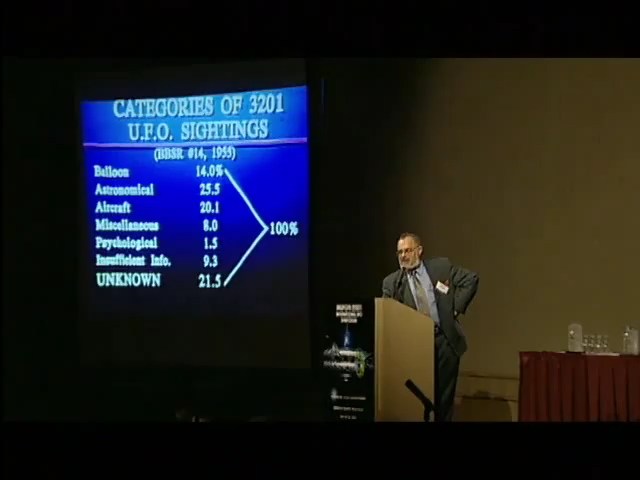 CATEGORIES OF 3201
U.F.O. SIGHTINGS
(BBSR #14, 1955)
Balloon 14.0%
Astronomical 25.5
Aircraft 20.1
Miscellaneous 8.0
100%
Psychological 1.5
Insufficient Info. 9.3
UNKNOWN 21.5